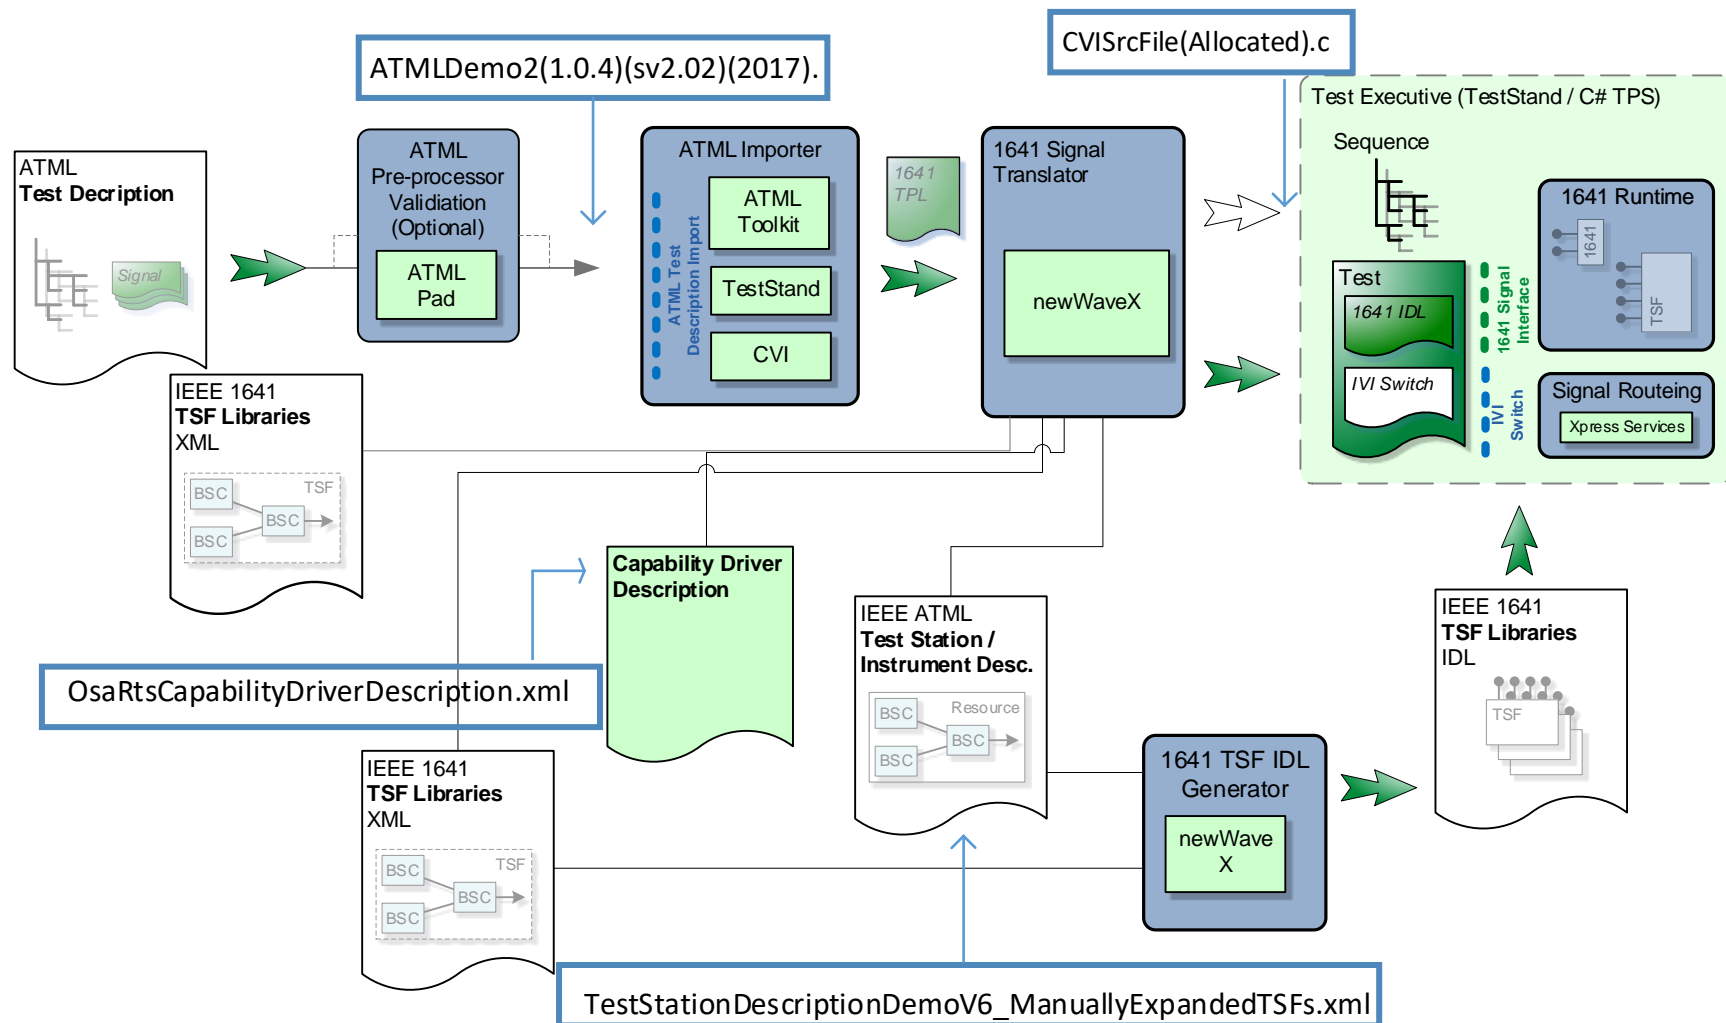 ATMLDemo2(1.0.4)(sv2.02)(2017).
CVISrcFile(Allocated).c
ATML
Test Decription
Signal
ATML
Pre-processor
Validiation
(Optional)
ATML
Pad
ATML Importer
ATML Test
Description Import
ATML
Toolkit
TestStand
CVI
1641
TPL
1641 Signal
Translator
newWaveX
Test Executive (TestStand / C# TPS)
Sequence
Test
1641 IDL
IVI Switch
1641 Signal
Interface
IVI
Switch
1641 Runtime
1641
TSF
Signal Routeing
Xpress Services
IEEE 1641
TSF Libraries
XML
TSF
BSC
BSC
BSC
Capability Driver
Description
OsaRtsCapabilityDriverDescription.xml
IEEE ATML
Test Station /
Instrument Desc.
Resource
BSC
BSC
BSC
IEEE 1641
TSF Libraries
IDL
TSF
IEEE 1641
TSF Libraries
XML
TSF
BSC
BSC
BSC
1641 TSF IDL
Generator
newWave
X
TestStationDescriptionDemoV6_ManuallyExpandedTSFs.xml